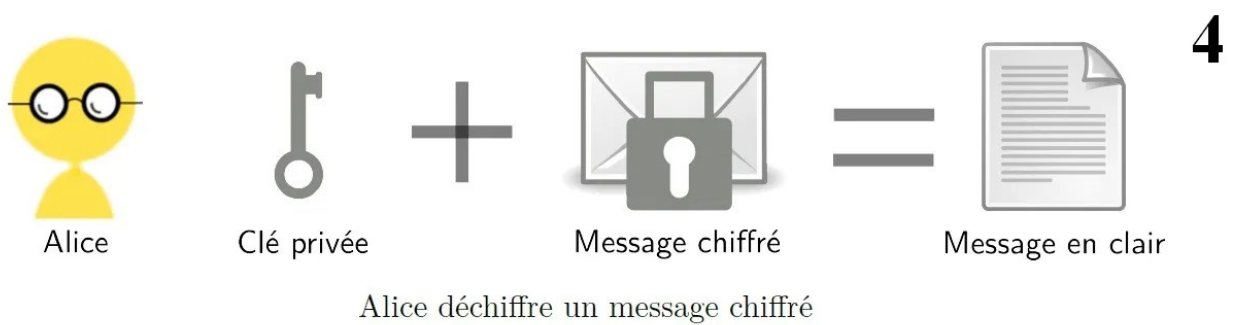 4
Alice
Clé privée
Message chiffré
Message en clair
Alice déchiffre un message chiffré